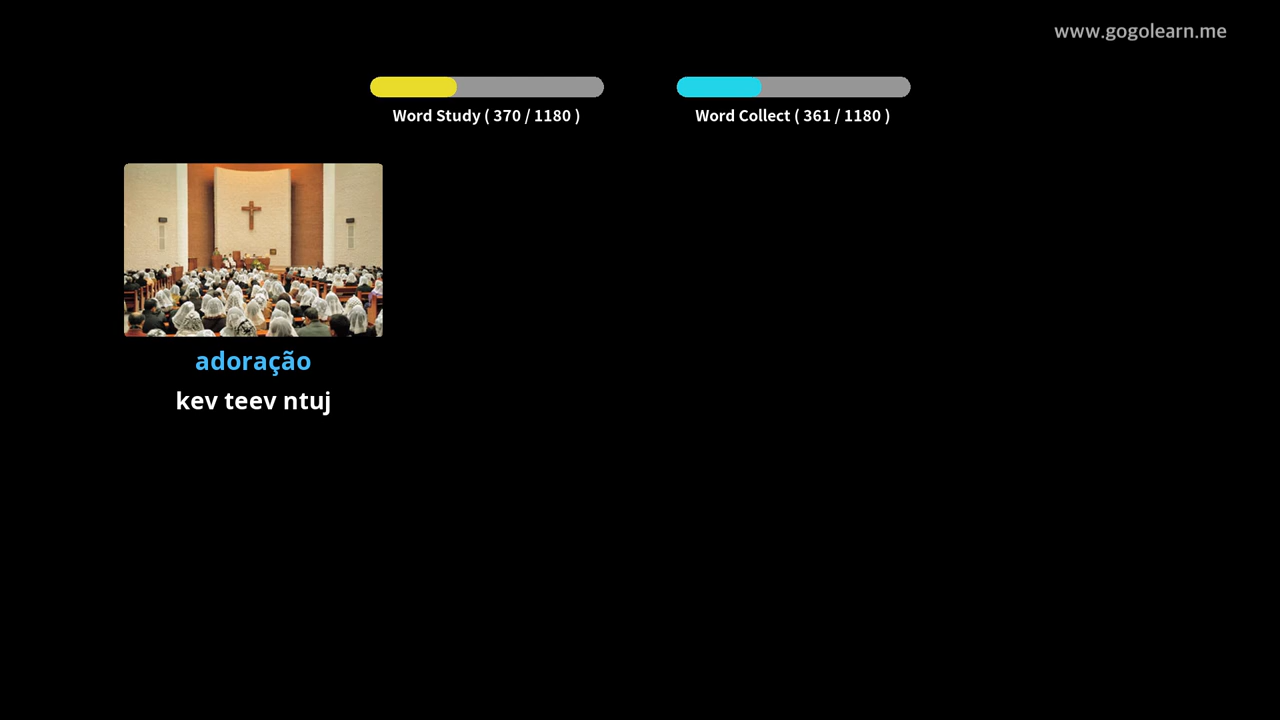 www.gogolearn.me
Word Study ( 370 / 1180 )
Word Collect ( 361 / 1180 )
adoração
kev teev ntuj